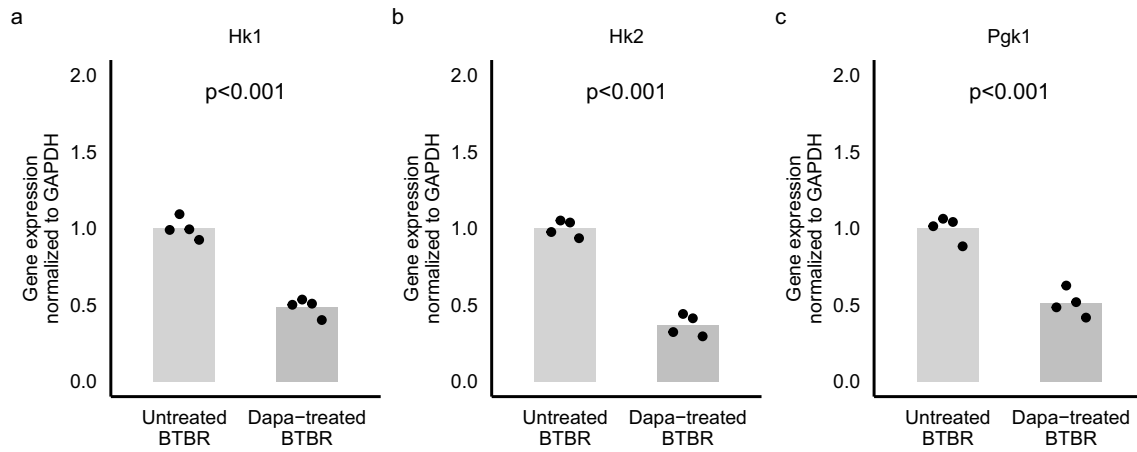 a
Hk1
Gene expression
normalized to GAPDH
2.0
1.5
1.0
0.5
0.0
p<0.001
Untreated
BTBR
Dapa−treated
BTBR
b
Hk2
Gene expression
normalized to GAPDH
2.0
1.5
1.0
0.5
0.0
p<0.001
Untreated
BTBR
Dapa−treated
BTBR
c
Pgk1
Gene expression
normalized to GAPDH
2.0
1.5
1.0
0.5
0.0
p<0.001
Untreated
BTBR
Dapa−treated
BTBR